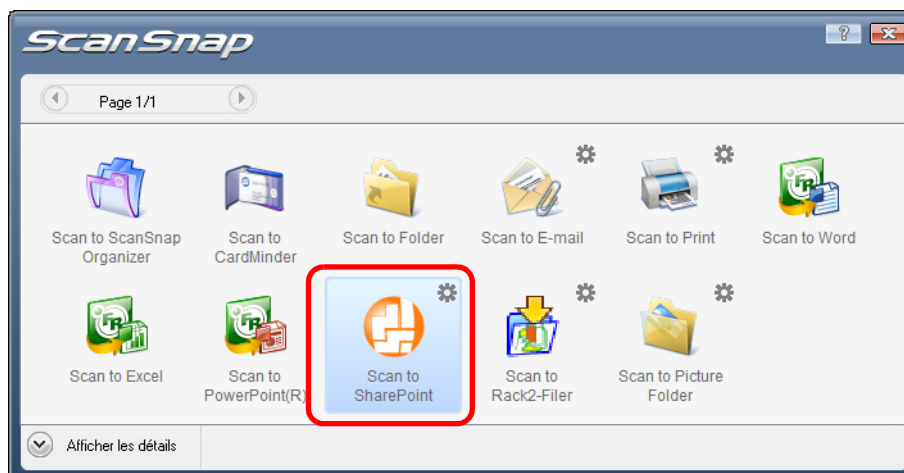 ScanSnap
?
Page 1/1
Scan to ScanSnap
Organizer
Scan to
CardMinder
Scan to Folder
Scan to E-mail
Scan to Print
Scan to Word
Scan to Excel
Scan to
PowerPoint(R)
Scan to
SharePoint
Scan to
Rack2-Filer
Scan to Picture
Folder
Afficher les détails